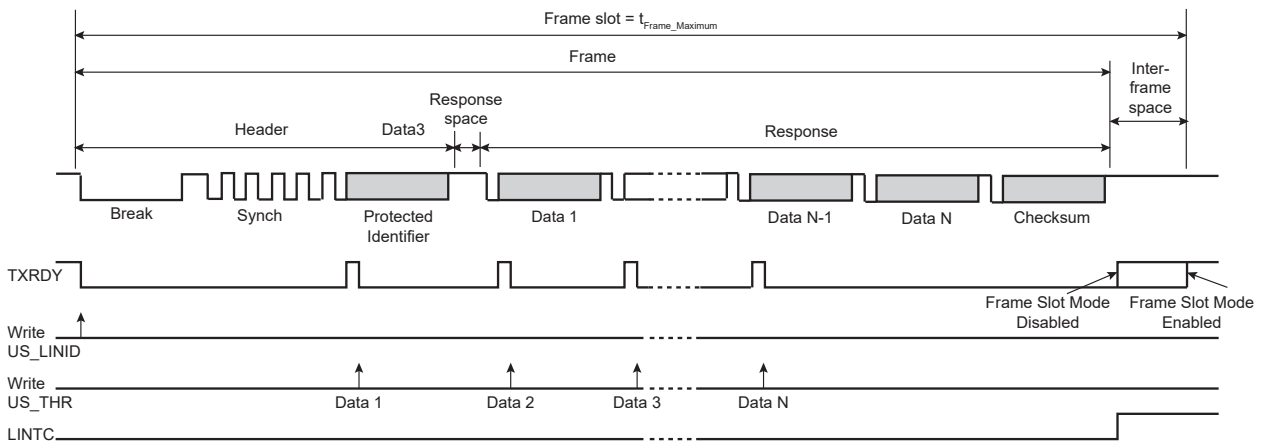 Frame slot = tFrame_Maximum
Frame
Inter-
frame
space
Response
space
Header
Data3
Response
Break
Synch
Protected
Identifier
Data 1
Data N-1
Data N
Checksum
TXRDY
Frame Slot Mode
Disabled
Frame Slot Mode
Enabled
Write
US_LINID
Write
US_THR
Data 1
Data 2
Data 3
Data N
LINTC